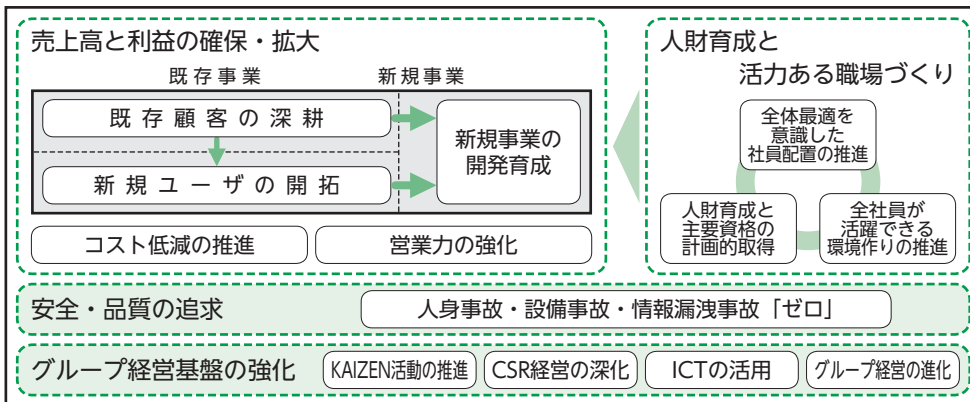 売上高と利益の確保・拡大
既存事業
新規事業
既存顧客の深耕
新規ユーザの開拓
新規事業の
開発育成
コスト低減の推進
営業力の強化
人財育成と
活力ある職場づくり
全体最適を
意識した
社員配置の推進
人財育成と
主要資格の
計画的取得
全社員が
活躍できる
環境作りの推進
安全・品質の追求
人身事故・設備事故・情報漏洩事故「ゼロ」
グループ経営基盤の強化
KAIZEN活動の推進
CSR経営の深化
ICTの活用
グループ経営の進化